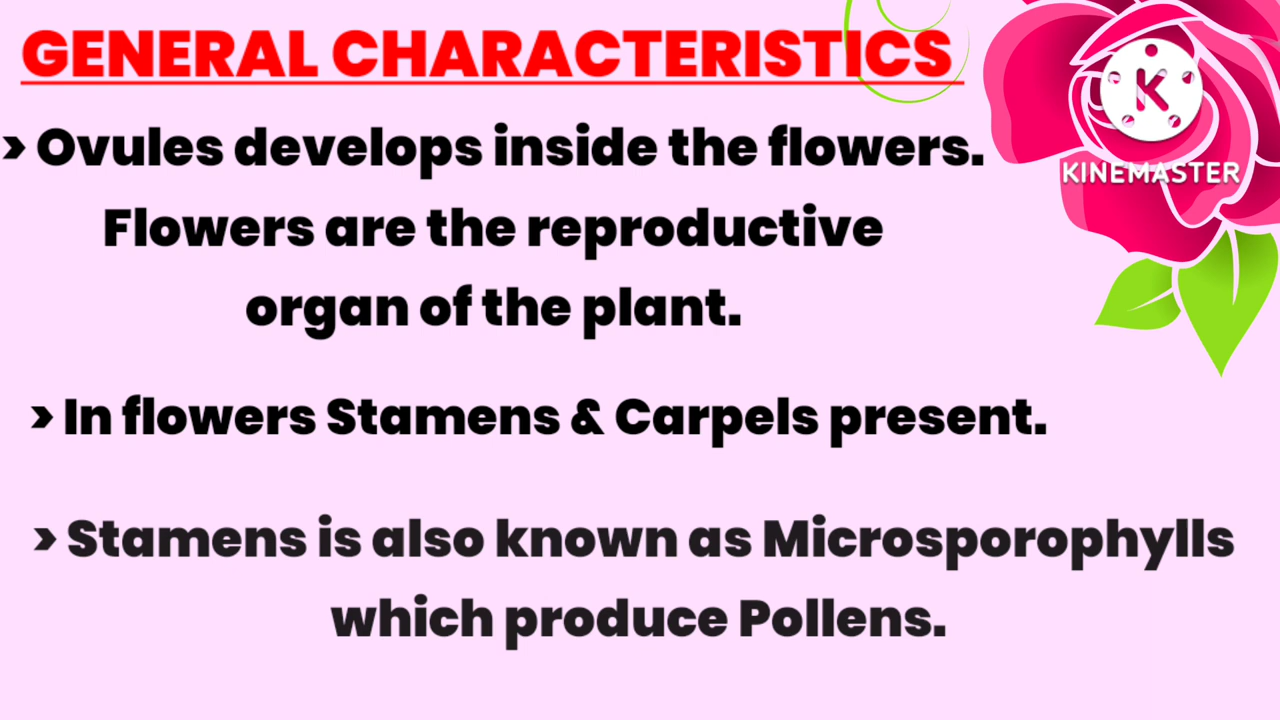 GENERAL CHARACTERISTICS
> Ovules develops inside the flowers.
Flowers are the reproductive
organ of the plant.
> In flowers Stamens & Carpels present.
> Stamens is also known as Microsporophylls
which produce Pollens.
K
KINEMASTER